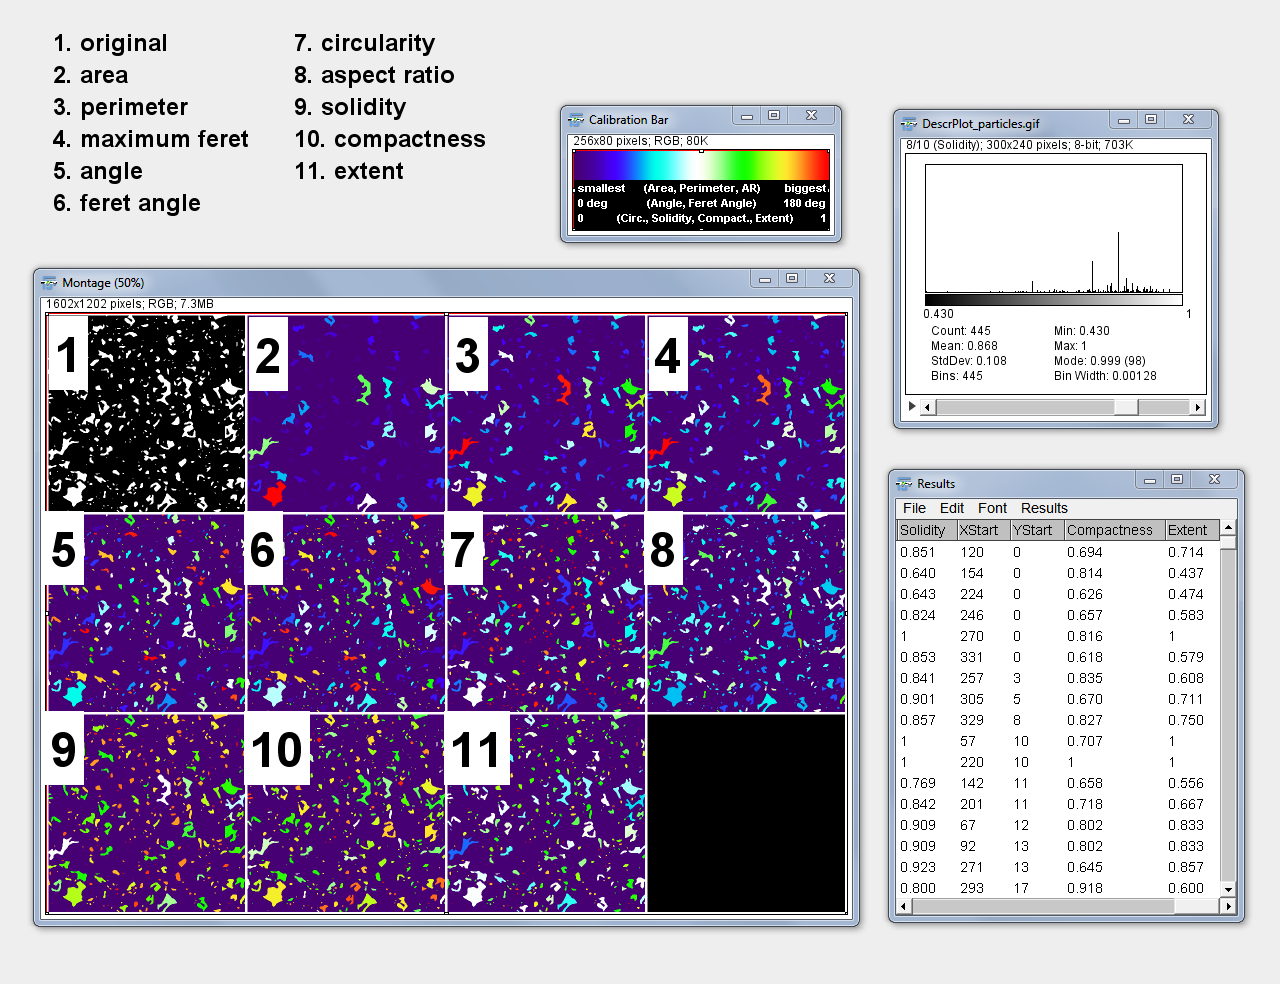 1. original
2. area
3. perimeter
4. maximum feret
5. angle
6. feret angle
7. circularity
8. aspect ratio
9. solidity
10. compactness
11. extent
Calibration Bar
256x80 pixels; RGB; 80K
smallest (Area, Perimeter, AR) biggest
0 deg (Angle, Feret Angle) 180 deg
0 (Circ., Solidity, Compact., Extent) 1
DescrPlot_particles.gif
8/10 (Solidity); 300x240 pixels; 8-bit; 703K
0.430 1
Count: 445 Min: 0.430
Mean: 0.868 Max: 1
StdDev: 0.108 Mode: 0.999 (98)
Bins: 445 Bin Width: 0.00128
Montage (50%)
1602x1202 pixels; RGB; 7.3MB
1 2 3 4
5 6 7 8
9 10 11
Results
File Edit Font Results
Solidity XStart YStart Compactness Extent
0.851 120 0 0.694 0.714
0.640 154 0 0.814 0.437
0.643 224 0 0.626 0.474
0.824 246 0 0.657 0.583
1 270 0 0.816 1
0.853 331 0 0.618 0.579
0.841 257 3 0.835 0.608
0.901 305 5 0.670 0.711
0.857 329 8 0.827 0.750
1 57 10 0.707 1
1 220 10 1 1
0.769 142 11 0.658 0.556
0.842 201 11 0.718 0.667
0.909 67 12 0.802 0.833
0.909 92 13 0.802 0.833
0.923 271 13 0.645 0.857
0.800 293 17 0.918 0.600